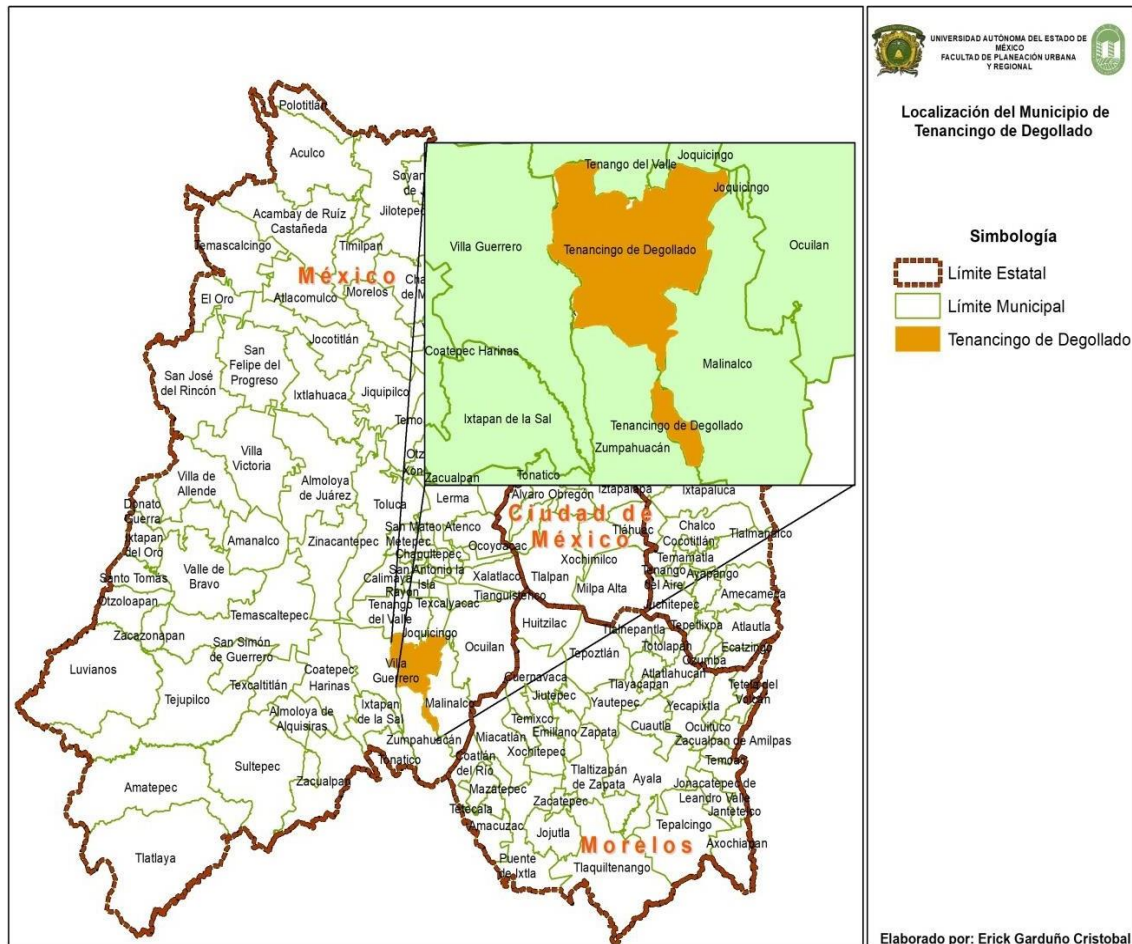 UNIVERSIDAD AUTÓNOMA DEL ESTADO DE
MÉXICO
FACULTAD DE PLANEACIÓN URBANA
Y REGIONAL
Localización del Municipio de
Tenancingo de Degollado
Simbología
Límite Estatal
Límite Municipal
Tenancingo de Degollado
Elaborado por: Erick Garduño Cristobal
Polotitlán
Aculco
Jilotepec
Acambay de Ruíz
Castañeda
Timilpan
Temascalcingo
México
Morelos
Atlacomulco
El Oro
Jocotitlán
San
Felipe del
Progreso
San José
del Rincón
Ixtlahuaca
Jiquipilco
Villa
Victoria
Villa de
Allende
Almoloya
de Juárez
Donato
Guerra
Toluca
Lerma
Ixtapan
del Oro
Amanalco
Zinacantepec
San Mateo Atenco
Metepec
Chapultepec
Ocoyoacac
Santo Tomas
Valle de
Bravo
San Antonio la
Isla
Calimaya
Rayón
Xalatlaco
Otzoloapan
Tenango
del Valle
Texcalyacac
Tianguistenco
Zacazonapan
Temascaltepec
San Simón
de Guerrero
Joquicingo
Ocuilan
Luvianos
Texcaltitlán
Coatepec
Harinas
Villa
Guerrero
Tejupilco
Almoloya de
Alquisiras
Ixtapan
de la Sal
Malinalco
Zumpahuacán
Tonatico
Sultepec
Zacualpan
Amatepec
Tlatlaya
Tenango del Valle
Joquicingo
Joquicingo
Villa Guerrero
Tenancingo de Degollado
Ocuilan
Coatepec Harinas
Malinalco
Ixtapan de la Sal
Tenancingo de Degollado
Zumpahuacán
Zacualpan
Tonatico
Álvaro Obregón
Iztapalapa
Ixtapaluca
Ciudad de
México
Tláhuac
Chalco
Cocotitlán
Tlalmanalco
Xochimilco
Temamatla
Tlalpan
Tenango
del Aire
Ayapango
Milpa Alta
Juchitepec
Amecameca
Huitzilac
Tlalnepantla
Tepetlixpa
Atlautla
Tepoztlán
Totolapan
Ecatzingo
Ozumba
Cuernavaca
Atlatlahucan
Tlayacapan
Tetela del
Volcán
Jiutepec
Yautepec
Yecapixtla
Temixco
Cuautla
Ocuituco
Miacatlán
Emiliano Zapata
Zacualpan de Amilpas
Xochitepec
Coatlán
del Río
Temoac
Tlaltizapán
de Zapata
Ayala
Jonacatepec de
Leandro Valle
Mazatepec
Zacatepec
Jantetelco
Tetecala
Amacuzac
Tepalcingo
Jojutla
Morelos
Axochiapan
Puente
de Ixtla
Tlaquiltenango